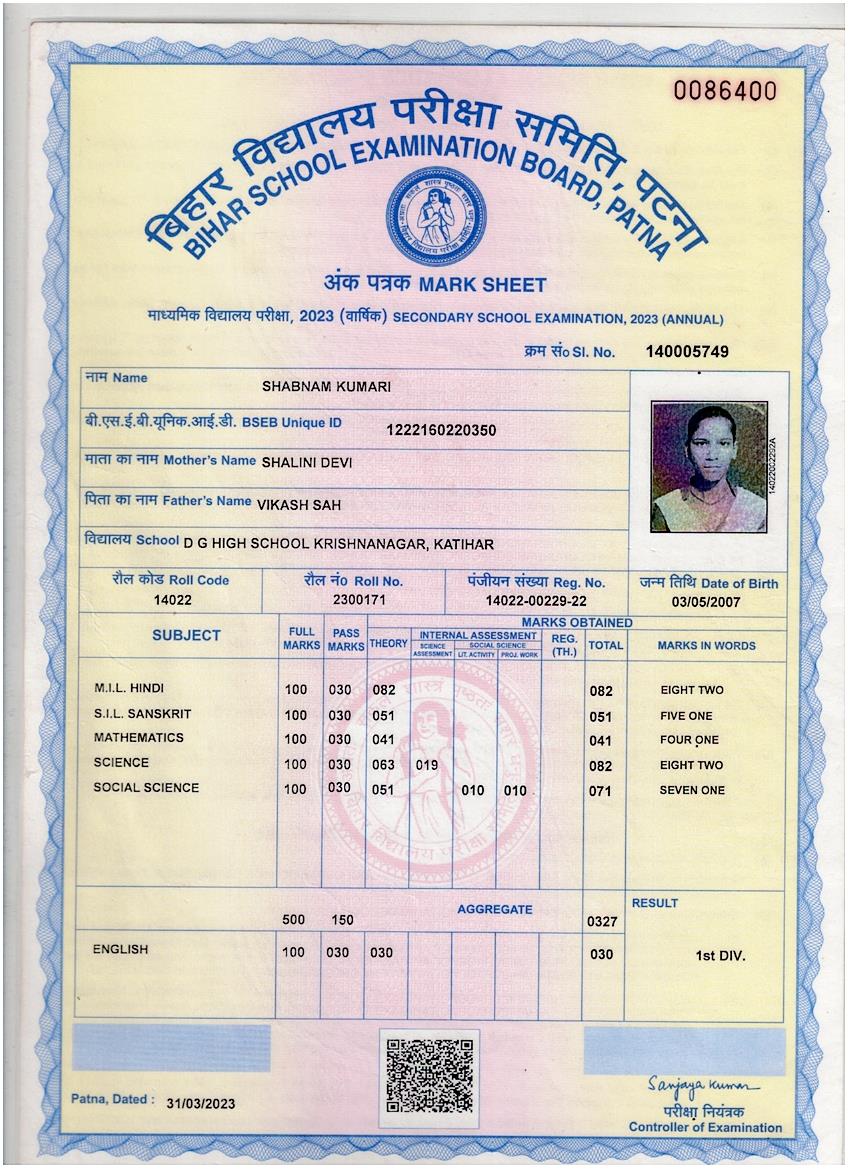 0086400
बिहार विद्यालय परीक्षा समिति, पटना
BIHAR SCHOOL EXAMINATION BOARD, PATNA
अंक पत्रक MARK SHEET
माध्यमिक विद्यालय परीक्षा, 2023 (वार्षिक) SECONDARY SCHOOL EXAMINATION, 2023 (ANNUAL)
क्रम सं० Sl. No. 140005749
नाम Name SHABNAM KUMARI
बी.एस.ई.बी.यूनिक.आई.डी. BSEB Unique ID 1222160220350
माता का नाम Mother's Name SHALINI DEVI
पिता का नाम Father's Name VIKASH SAH
विद्यालय School D G HIGH SCHOOL KRISHNANAGAR, KATIHAR
रौल कोड Roll Code रौल नं० Roll No. पंजीयन संख्या Reg. No. जन्म तिथि Date of Birth
14022 2300171 14022-00229-22 03/05/2007
MARKS OBTAINED
SUBJECT FULL MARKS PASS MARKS THEORY INTERNAL ASSESSMENT REG. (TH.) TOTAL MARKS IN WORDS
SCIENCE ASSESSMENT SOCIAL SCIENCE
LIT. ACTIVITY PROJ. WORK
M.I.L. HINDI 100 030 082 082 EIGHT TWO
S.I.L. SANSKRIT 100 030 051 051 FIVE ONE
MATHEMATICS 100 030 041 041 FOUR ONE
SCIENCE 100 030 063 019 082 EIGHT TWO
SOCIAL SCIENCE 100 030 051 010 010 071 SEVEN ONE
AGGREGATE RESULT
500 150 0327
ENGLISH 100 030 030 030 1st DIV.
Patna, Dated : 31/03/2023
Sanjaya Kumar
परीक्षा नियंत्रक
Controller of Examination